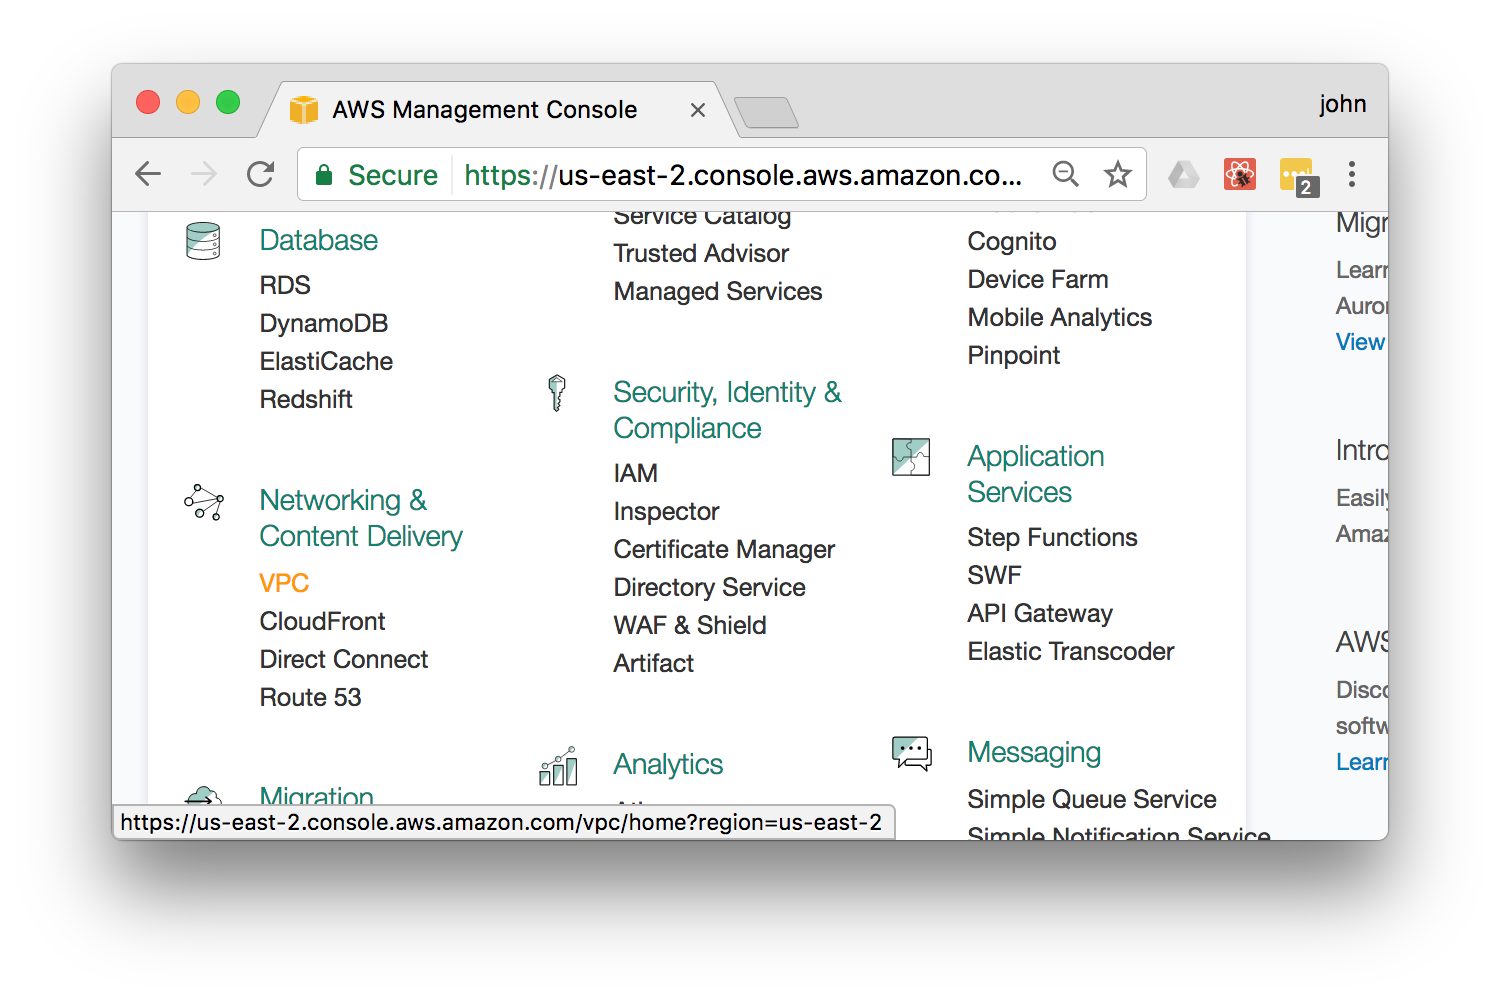 AWS Management Console
john
Secure
https://us-east-2.console.aws.amazon.co...
2
Database
RDS
DynamoDB
ElastiCache
Redshift
Networking &
Content Delivery
VPC
CloudFront
Direct Connect
Route 53
Migration
Service Catalog
Trusted Advisor
Managed Services
Security, Identity &
Compliance
IAM
Inspector
Certificate Manager
Directory Service
WAF & Shield
Artifact
Analytics
Cognito
Device Farm
Mobile Analytics
Pinpoint
Application
Services
Step Functions
SWF
API Gateway
Elastic Transcoder
Messaging
Simple Queue Service
Simple Notification Service
Migr
Learn
Auror
View
Intro
Easily
Amaz
AWS
Disco
softw
Learn
https://us-east-2.console.aws.amazon.com/vpc/home?region=us-east-2